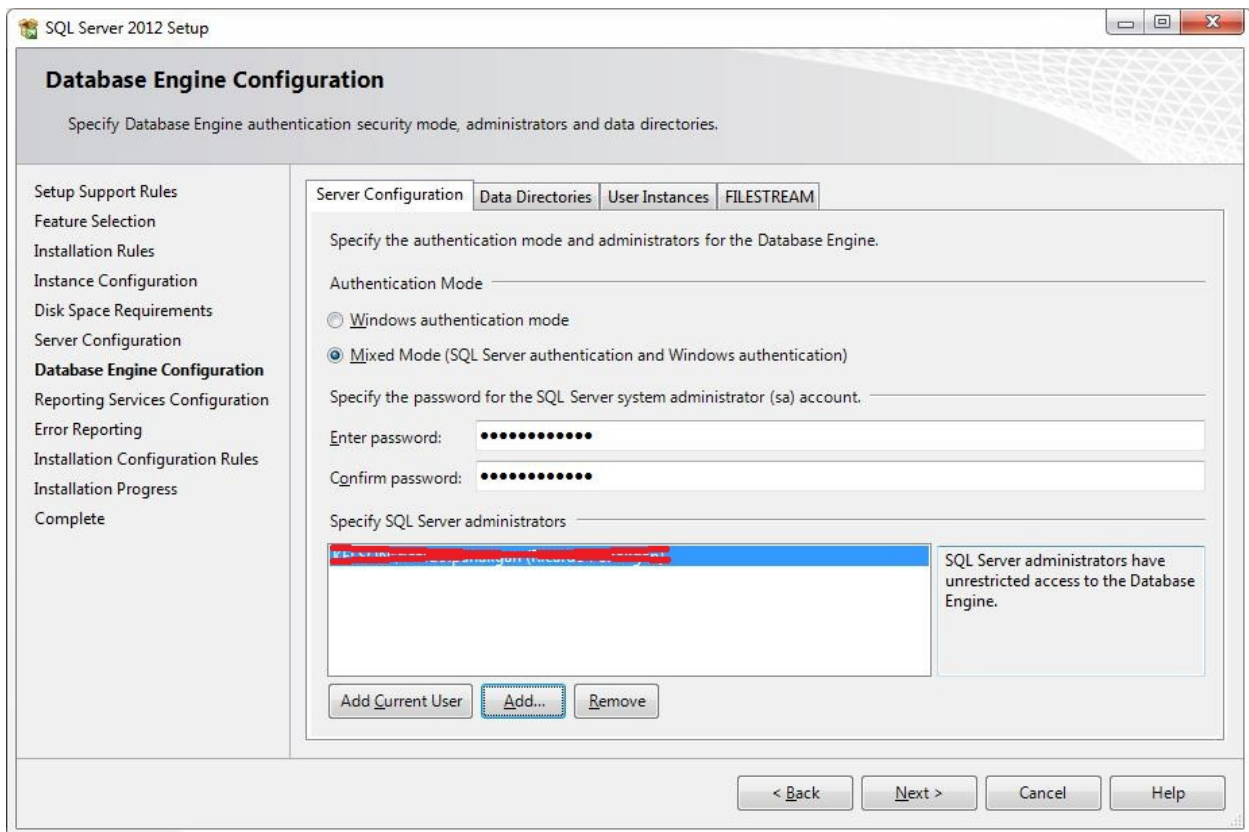 SQL Server 2012 Setup
Database Engine Configuration
Specify Database Engine authentication security mode, administrators and data directories.
Setup Support Rules
Feature Selection
Installation Rules
Instance Configuration
Disk Space Requirements
Server Configuration
Database Engine Configuration
Reporting Services Configuration
Error Reporting
Installation Configuration Rules
Installation Progress
Complete
Server Configuration
Data Directories
User Instances
FILESTREAM
Specify the authentication mode and administrators for the Database Engine.
Authentication Mode
Windows authentication mode
Mixed Mode (SQL Server authentication and Windows authentication)
Specify the password for the SQL Server system administrator (sa) account.
Enter password: ●●●●●●●●●●●●
Confirm password: ●●●●●●●●●●●●
Specify SQL Server administrators
SQL Server administrators have
unrestricted access to the Database
Engine.
Add Current User
Add...
Remove
< Back
Next >
Cancel
Help